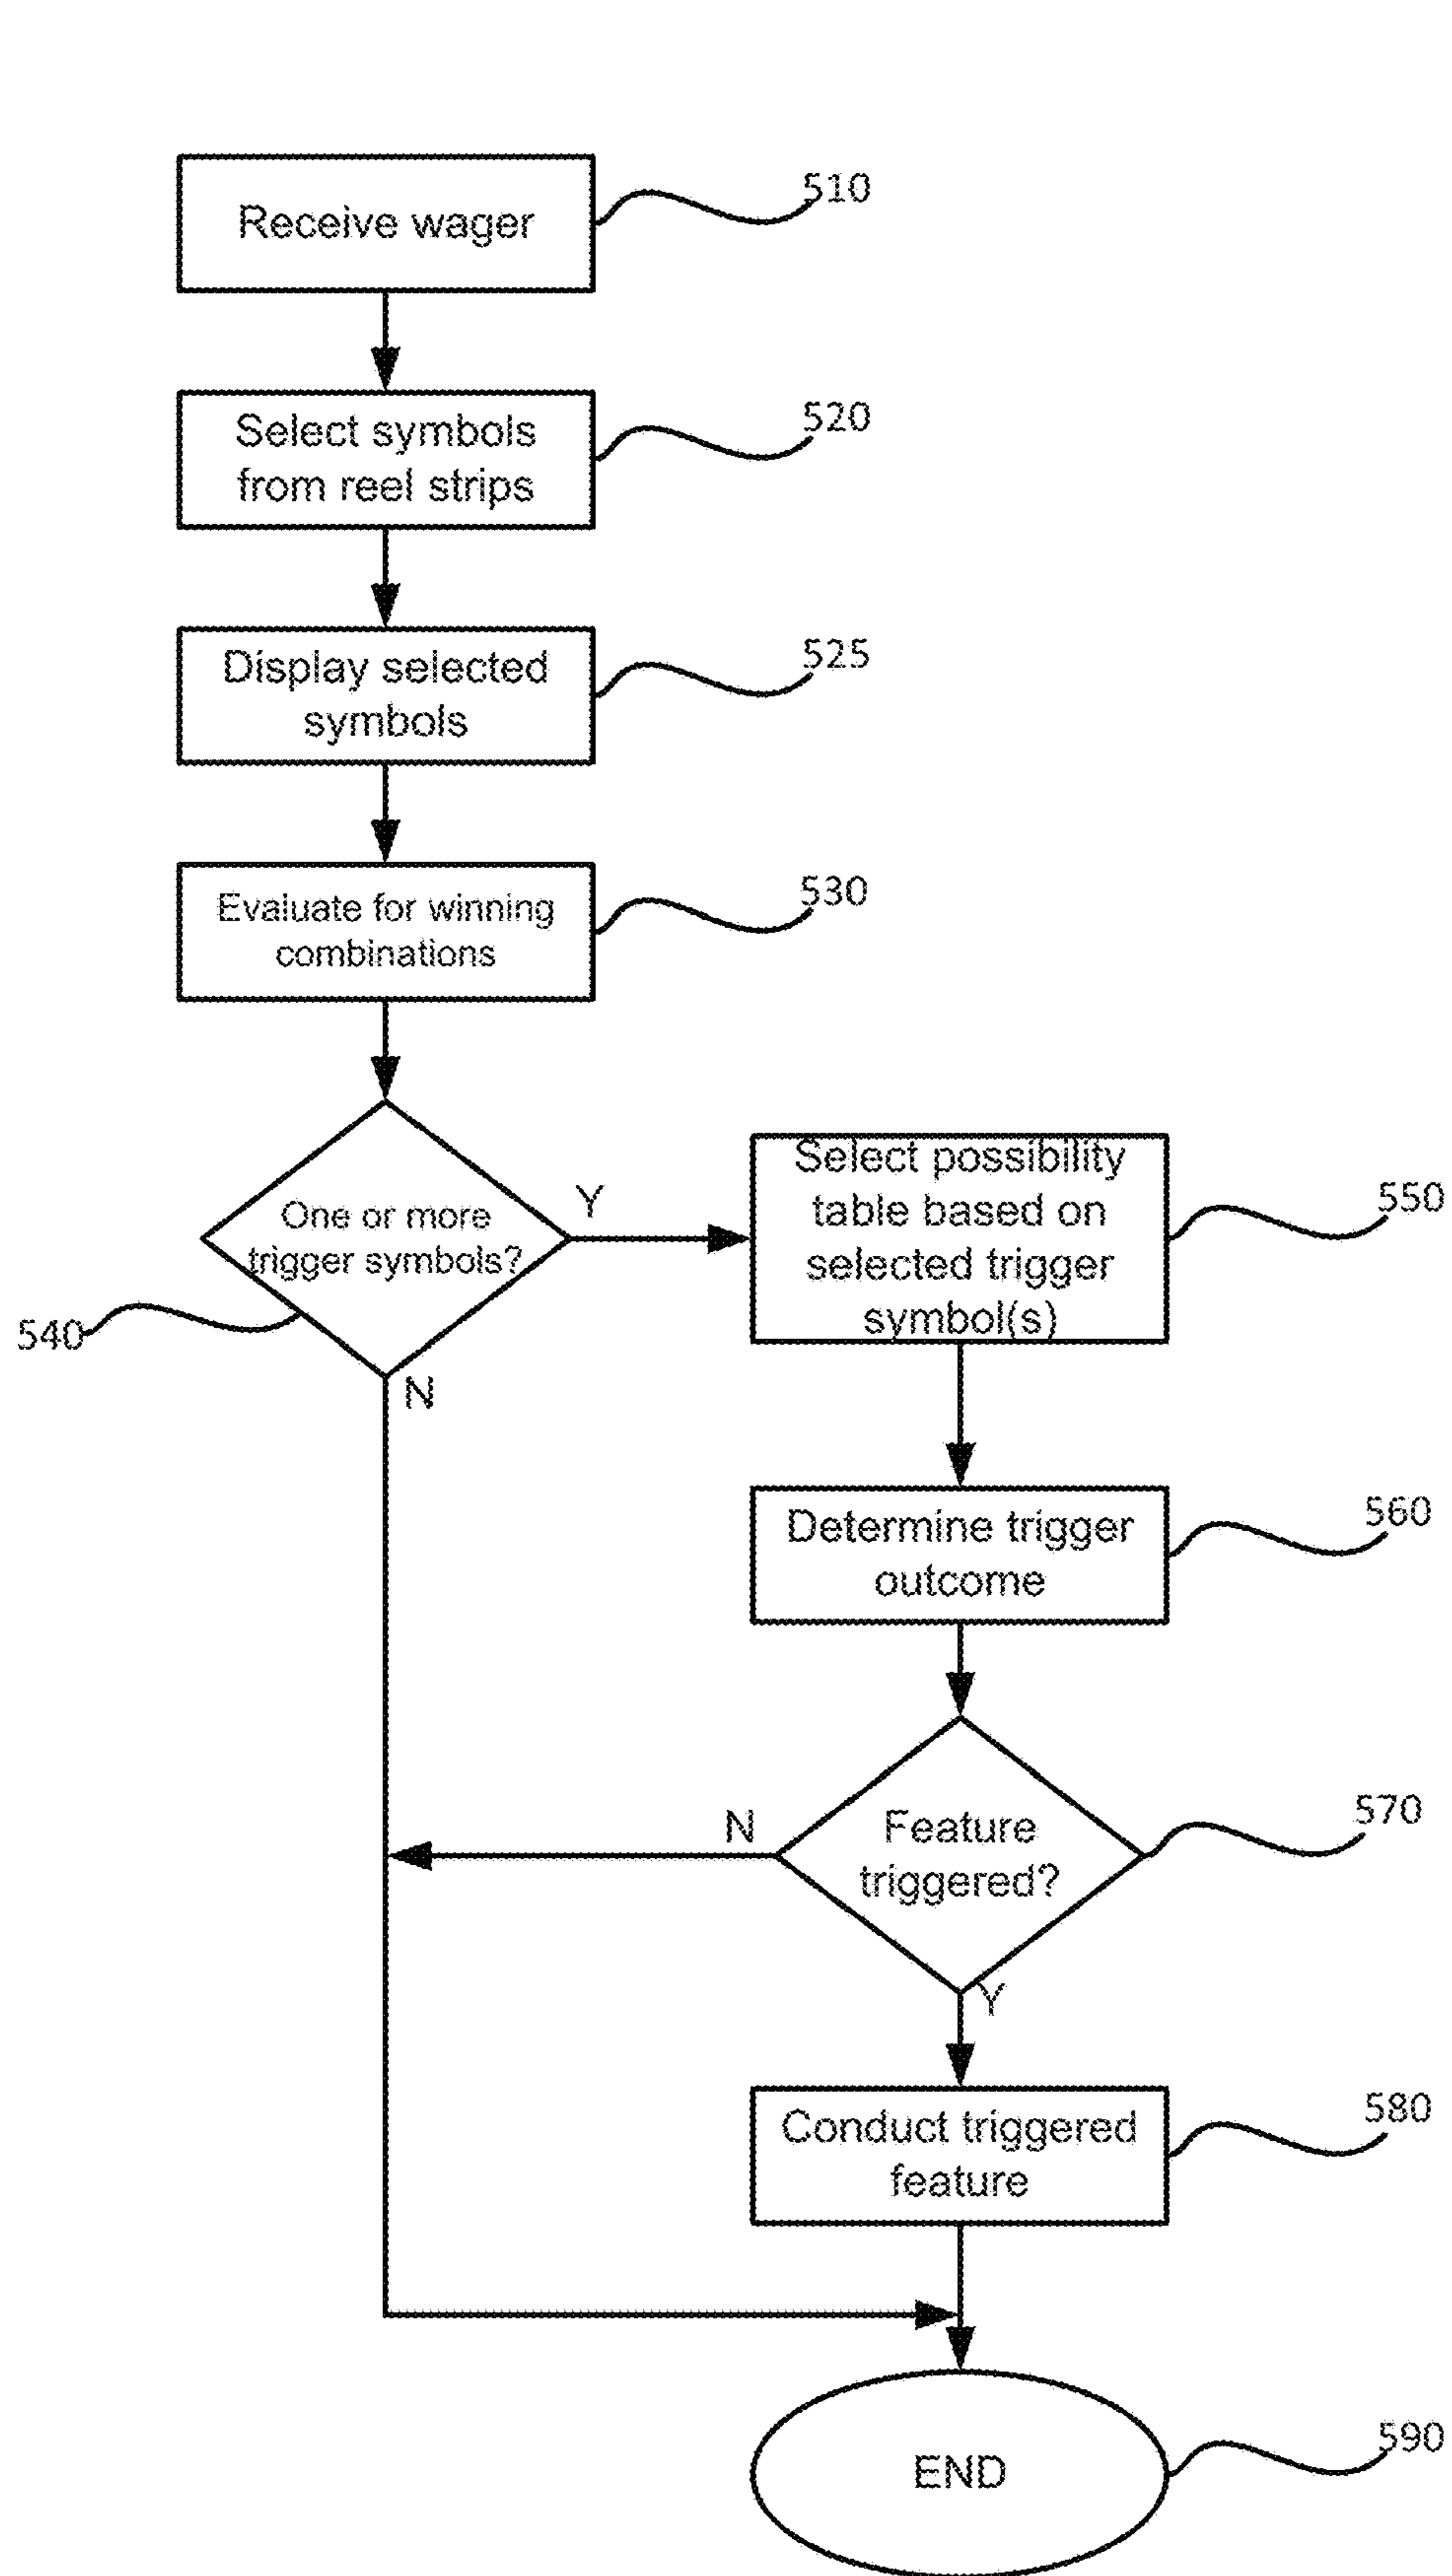 Receive wager
510
Select symbols
from reel strips
520
Display selected
symbols
525
Evaluate for winning
combinations
530
One or more
trigger symbols?
Y
N
540
Select possibility
table based on
selected trigger
symbol(s)
550
Determine trigger
outcome
560
Feature
triggered?
N
Y
570
Conduct triggered
feature
580
END
590